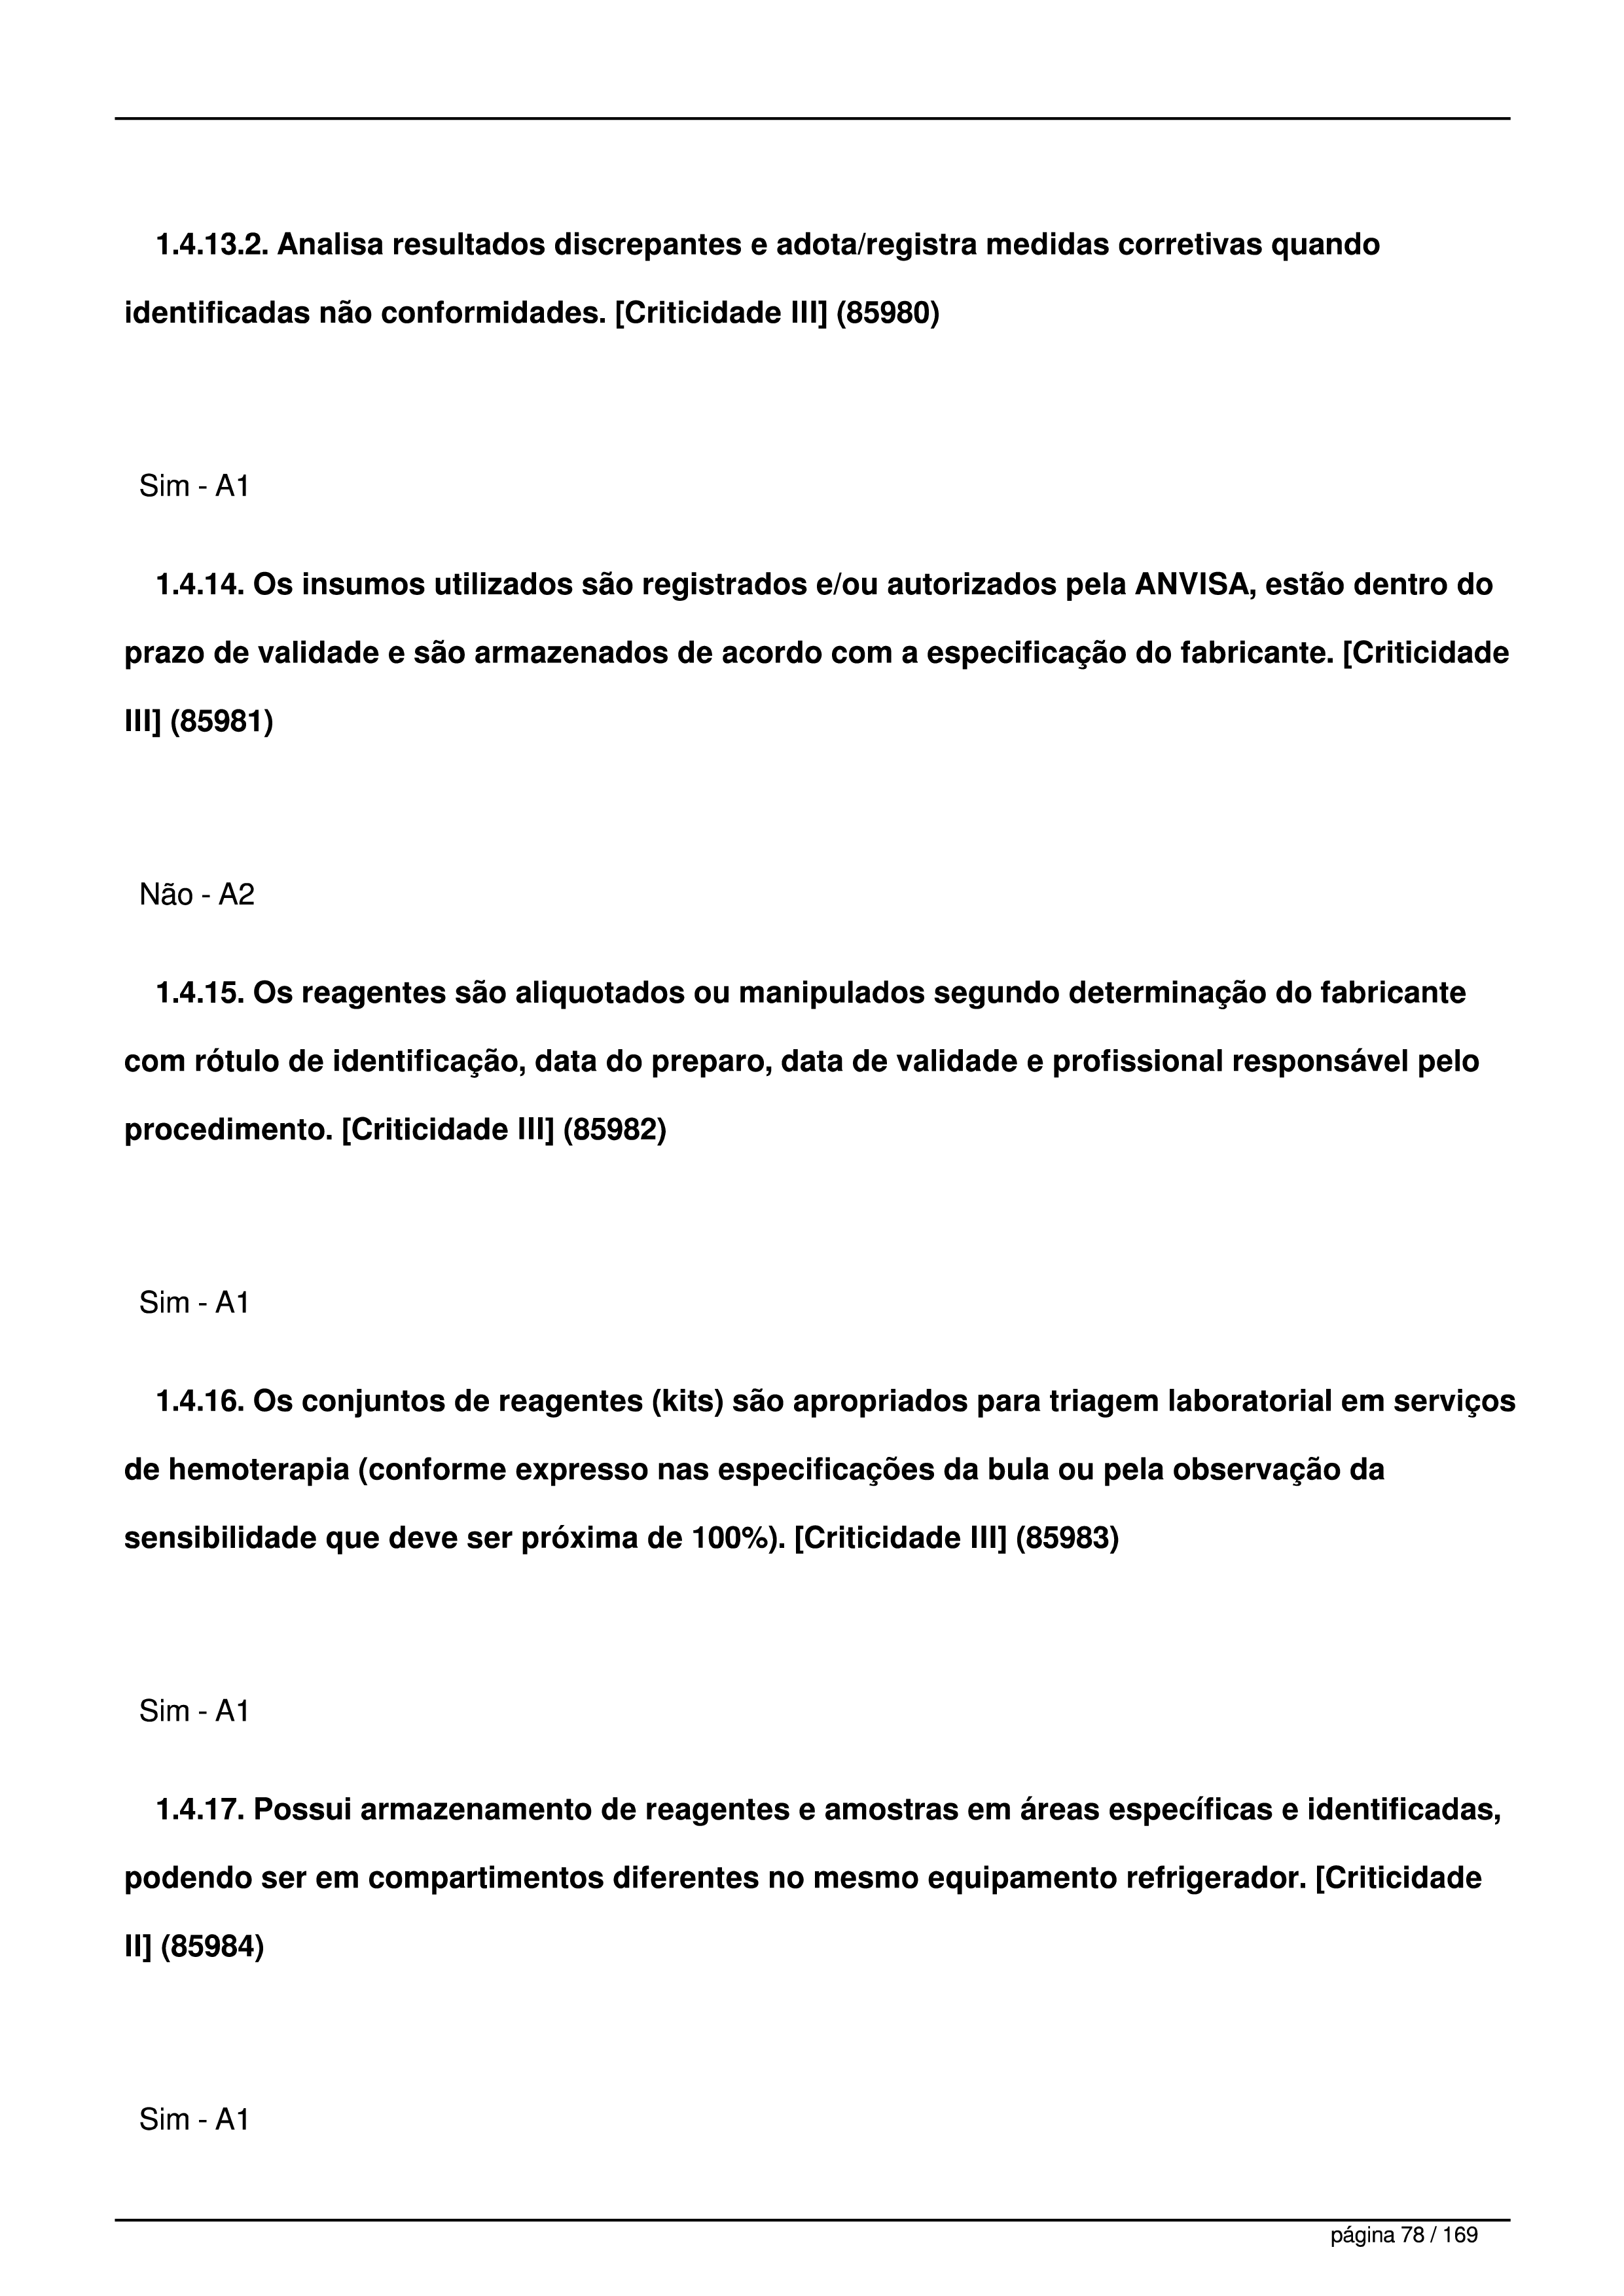 1.4.13.2. Analisa resultados discrepantes e adota/registra medidas corretivas quando
identificadas não conformidades. [Criticidade III] (85980)
Sim - A1
1.4.14. Os insumos utilizados são registrados e/ou autorizados pela ANVISA, estão dentro do
prazo de validade e são armazenados de acordo com a especificação do fabricante. [Criticidade
III] (85981)
Não - A2
1.4.15. Os reagentes são aliquotados ou manipulados segundo determinação do fabricante
com rótulo de identificação, data do preparo, data de validade e profissional responsável pelo
procedimento. [Criticidade III] (85982)
Sim - A1
1.4.16. Os conjuntos de reagentes (kits) são apropriados para triagem laboratorial em serviços
de hemoterapia (conforme expresso nas especificações da bula ou pela observação da
sensibilidade que deve ser próxima de 100%). [Criticidade III] (85983)
Sim - A1
1.4.17. Possui armazenamento de reagentes e amostras em áreas específicas e identificadas,
podendo ser em compartimentos diferentes no mesmo equipamento refrigerador. [Criticidade
II] (85984)
Sim - A1
página 78 / 169